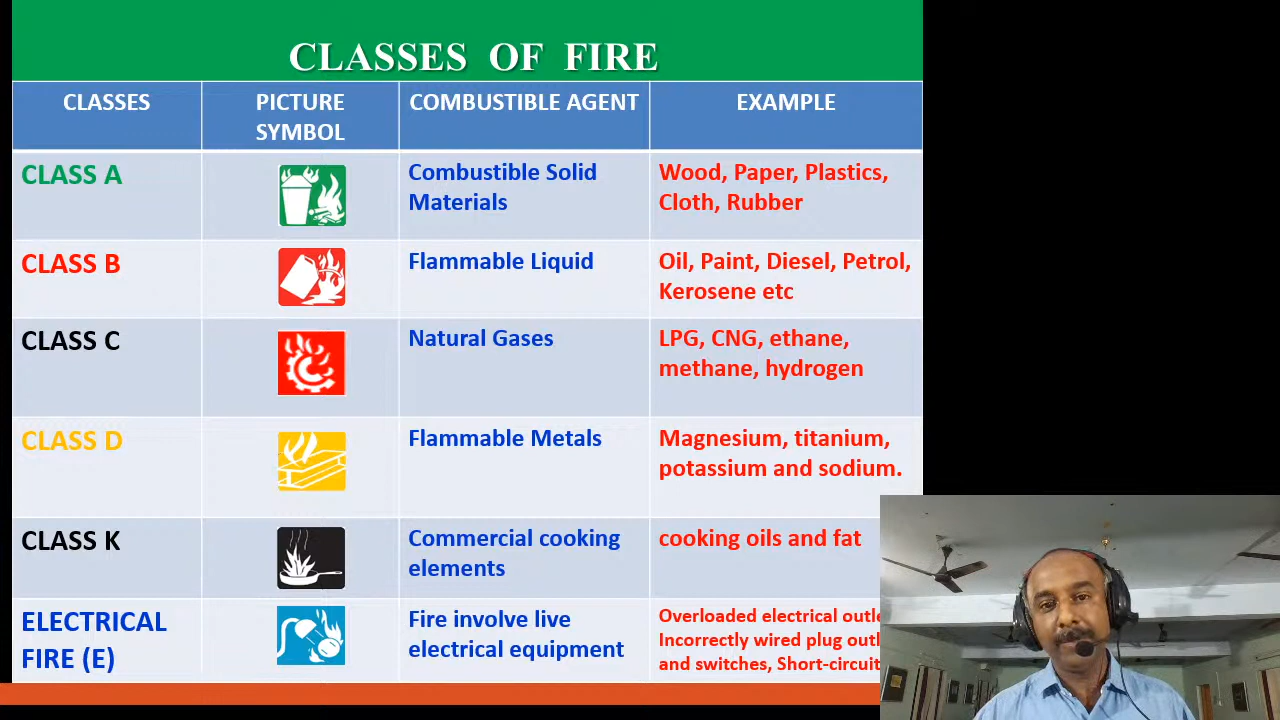 CLASSES OF FIRE
CLASSES
PICTURE
SYMBOL
COMBUSTIBLE AGENT
EXAMPLE
CLASS A
Combustible Solid
Materials
Wood, Paper, Plastics,
Cloth, Rubber
CLASS B
Flammable Liquid
Oil, Paint, Diesel, Petrol,
Kerosene etc
CLASS C
Natural Gases
LPG, CNG, ethane,
methane, hydrogen
CLASS D
Flammable Metals
Magnesium, titanium,
potassium and sodium.
CLASS K
Commercial cooking
elements
cooking oils and fat
ELECTRICAL
FIRE (E)
Fire involve live
electrical equipment
Overloaded electrical
Incorrectly wired plug
and switches, Short-circuit